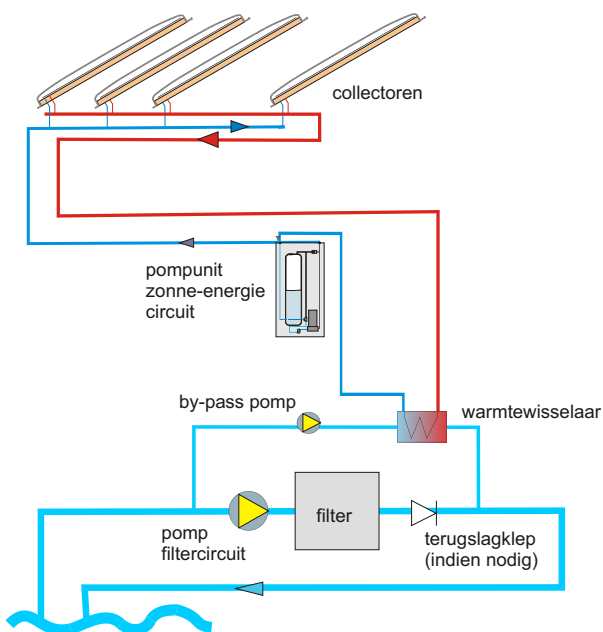 collectoren
pompunit
zonne-energie
circuit
by-pass pomp
warmtewisselaar
filter
pomp
filtercircuit
terugslagklep
(indien nodig)